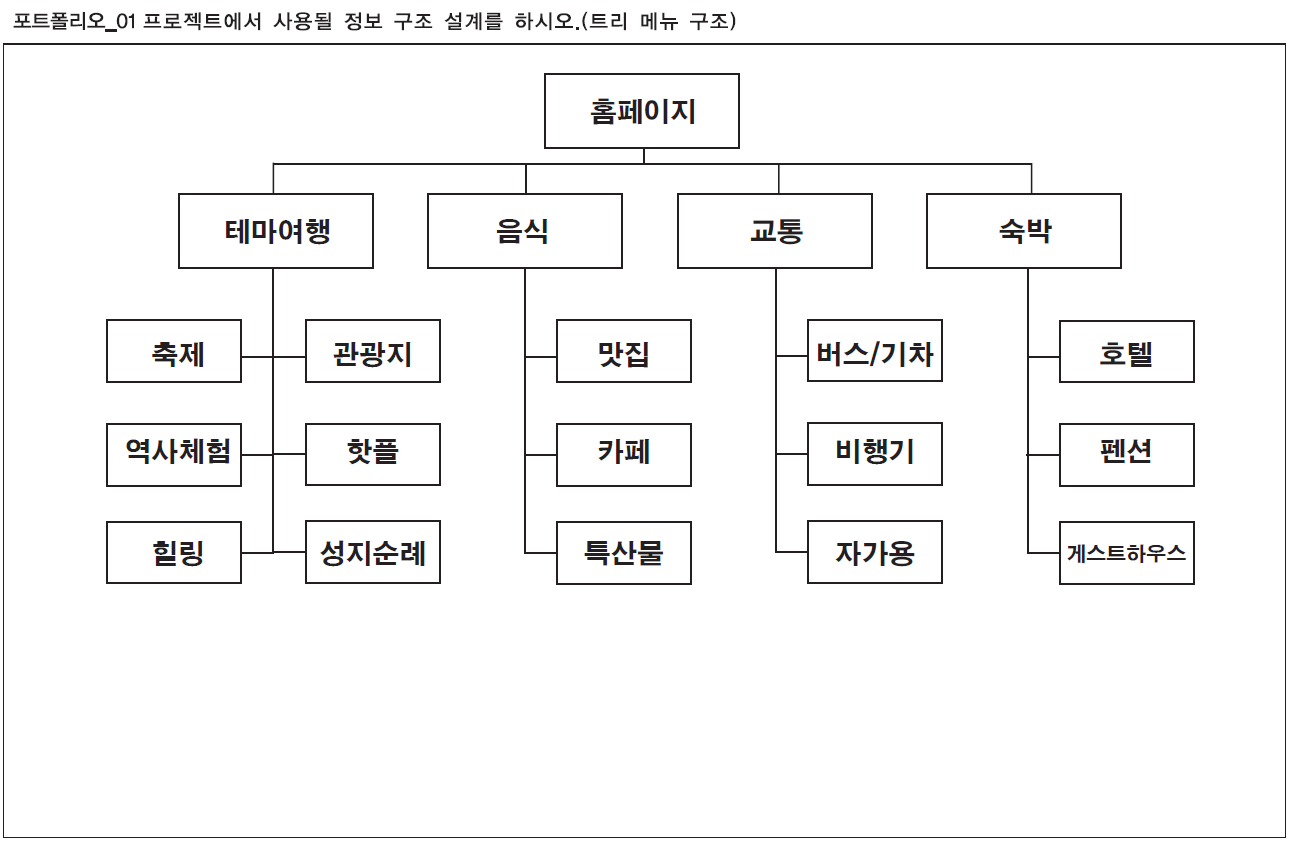 포트폴리오_01 프로젝트에서 사용될 정보 구조 설계를 하시오.(트리 메뉴 구조)
홈페이지
테마여행 음식 교통 숙박
축제 관광지 맛집 버스/기차 호텔
역사체험 핫플 카페 비행기 펜션
힐링 성지순례 특산물 자가용 게스트하우스